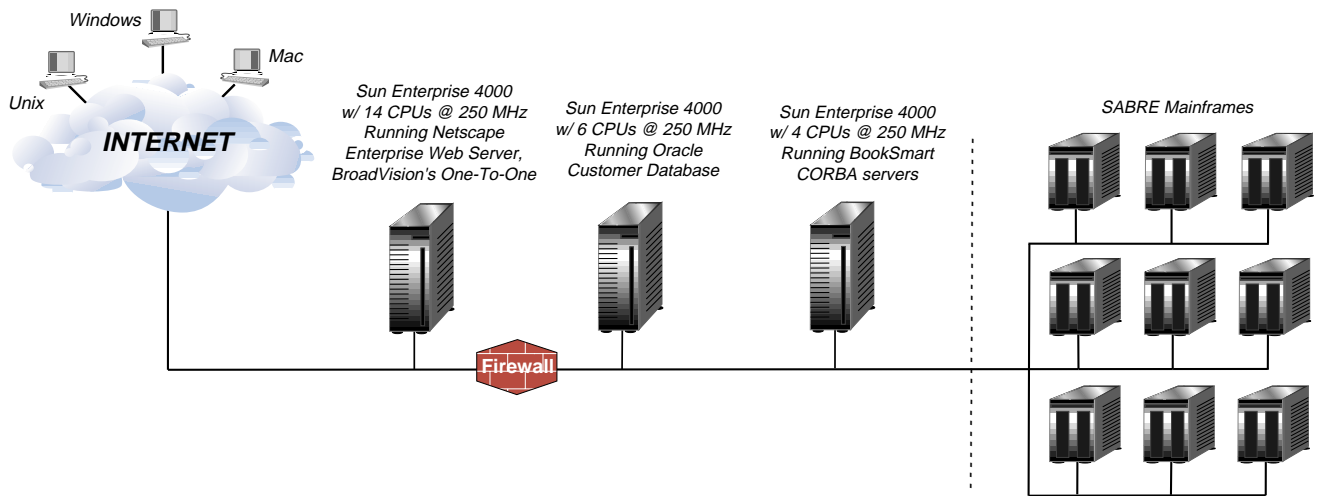 Windows
Mac
Unix
INTERNET
Sun Enterprise 4000
w/ 14 CPUs @ 250 MHz
Running Netscape
Enterprise Web Server,
BroadVision's One-To-One
Sun Enterprise 4000
w/ 6 CPUs @ 250 MHz
Running Oracle
Customer Database
Sun Enterprise 4000
w/ 4 CPUs @ 250 MHz
Running BookSmart
CORBA servers
SABRE Mainframes
Firewall